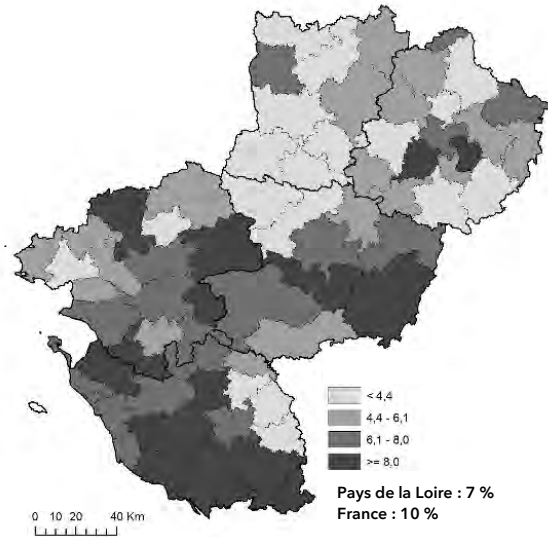 < 4,4
4,4 - 6,1
6,1 - 8,0
>= 8,0
Pays de la Loire : 7 %
France : 10 %
0 10 20 40 Km